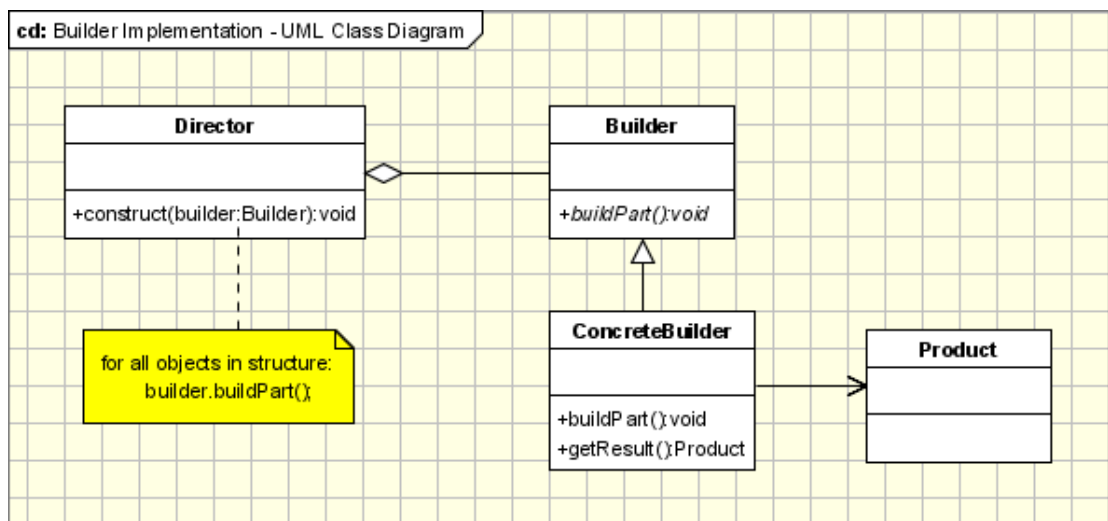 cd: Builder Implementation - UML Class Diagram
Director
+construct(builder:Builder):void
for all objects in structure:
builder.buildPart();
Builder
+buildPart():void
ConcreteBuilder
+buildPart():void
+getResult():Product
Product